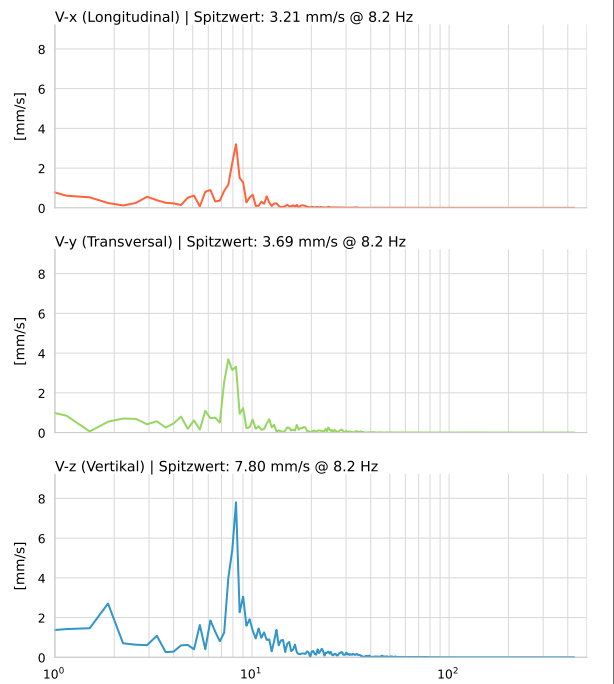 V-x (Longitudinal) | Spitzwert: 3.21 mm/s @ 8.2 Hz
8
6
[mm/s]
4
2
0
V-y (Transversal) | Spitzwert: 3.69 mm/s @ 8.2 Hz
8
6
[mm/s]
4
2
0
V-z (Vertikal) | Spitzwert: 7.80 mm/s @ 8.2 Hz
8
6
[mm/s]
4
2
0
10⁰ 10¹ 10²